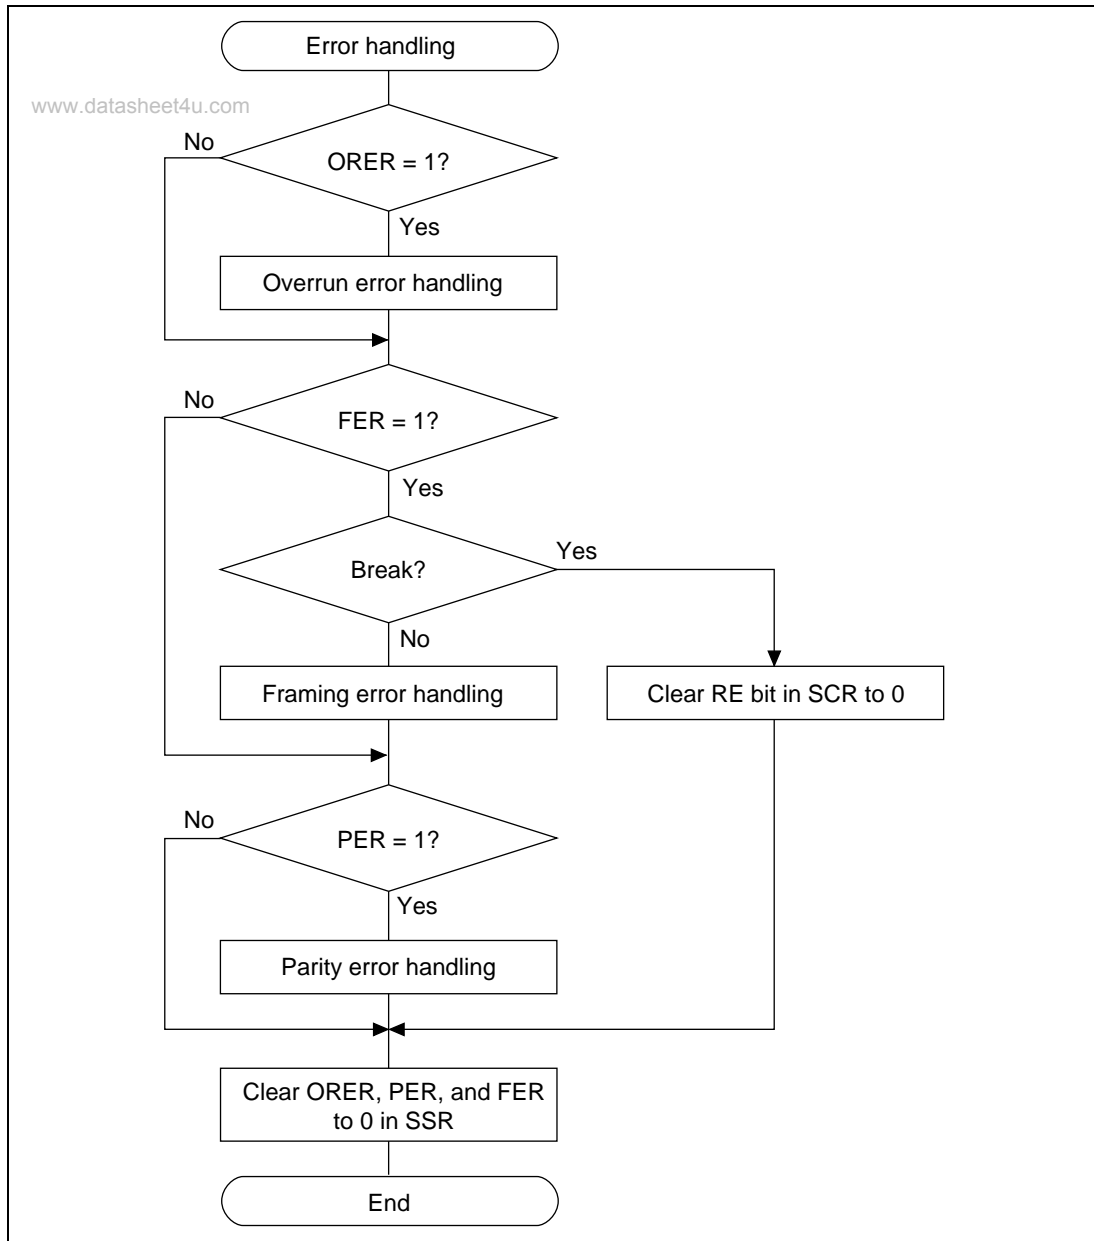 Error handling
www.datasheet4u.com
No
ORER = 1?
Yes
Overrun error handling
No
FER = 1?
Yes
Break?
Yes
No
Framing error handling
Clear RE bit in SCR to 0
No
PER = 1?
Yes
Parity error handling
Clear ORER, PER, and FER
to 0 in SSR
End